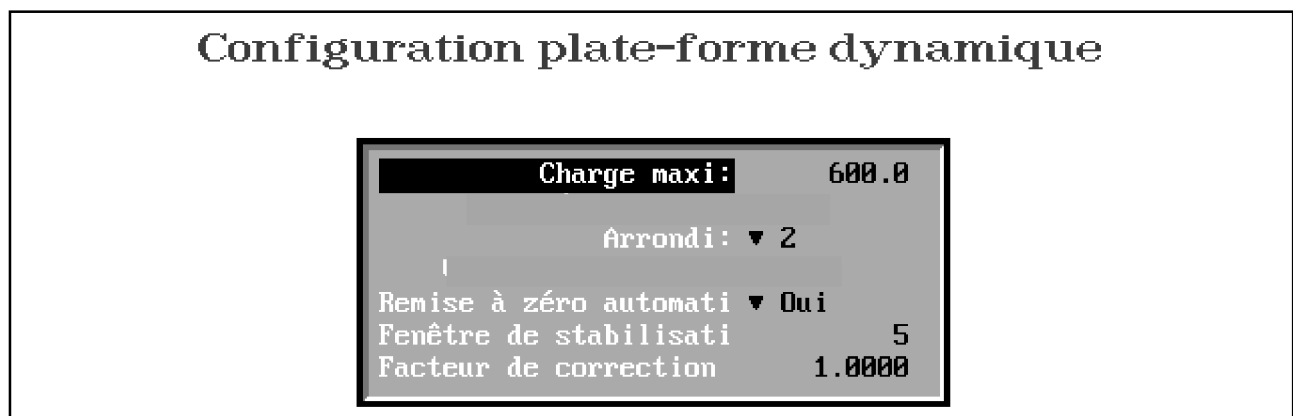 Configuration plate-forme dynamique
Charge maxi: 600.0
Arrondi: ▼ 2
Remise à zéro automati ▼ Oui
Fenêtre de stabilisati 5
Facteur de correction 1.0000